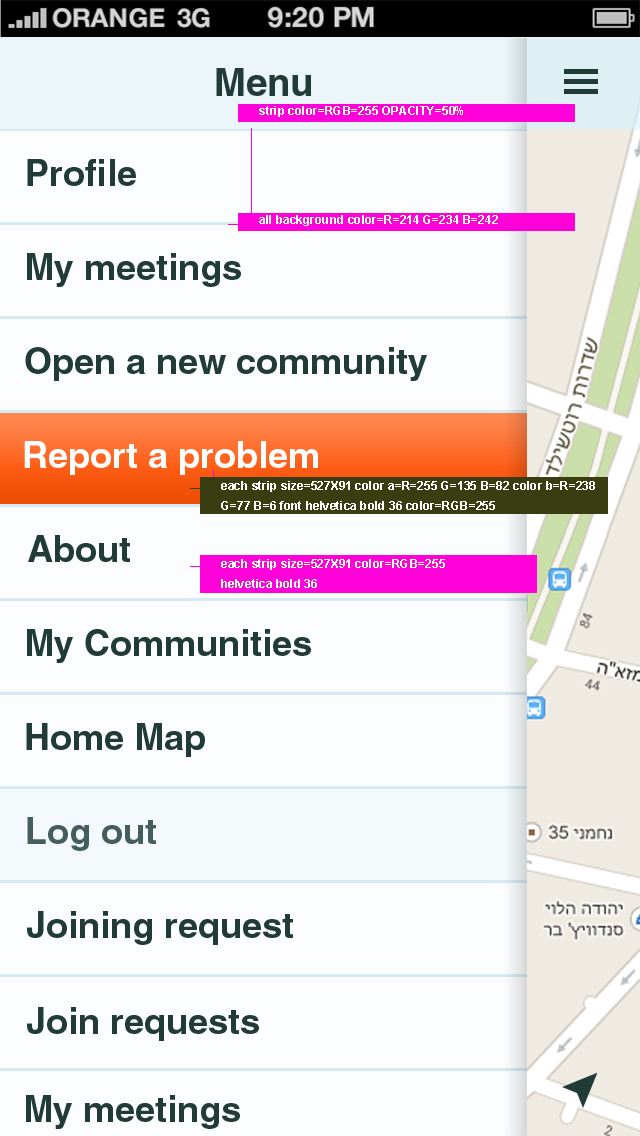 ORANGE 3G 9:20 PM
Menu
strip color=RGB=255 OPACITY=50%
Profile
all background color=R=214 G=234 B=242
My meetings
Open a new community
שדרות רוטשילד
Report a problem
each strip size=527X91 color a=R=255 G=135 B=82 color b=R=238
G=77 B=6 font helvetica bold 36 color=RGB=255
About
each strip size=527X91 color=RGB=255
helvetica bold 36
84
My Communities
מזא"ה
44
Home Map
Log out
נחמני 35
Joining request
יהודה הלוי
סנדוויץ' בר
Join requests
My meetings
2